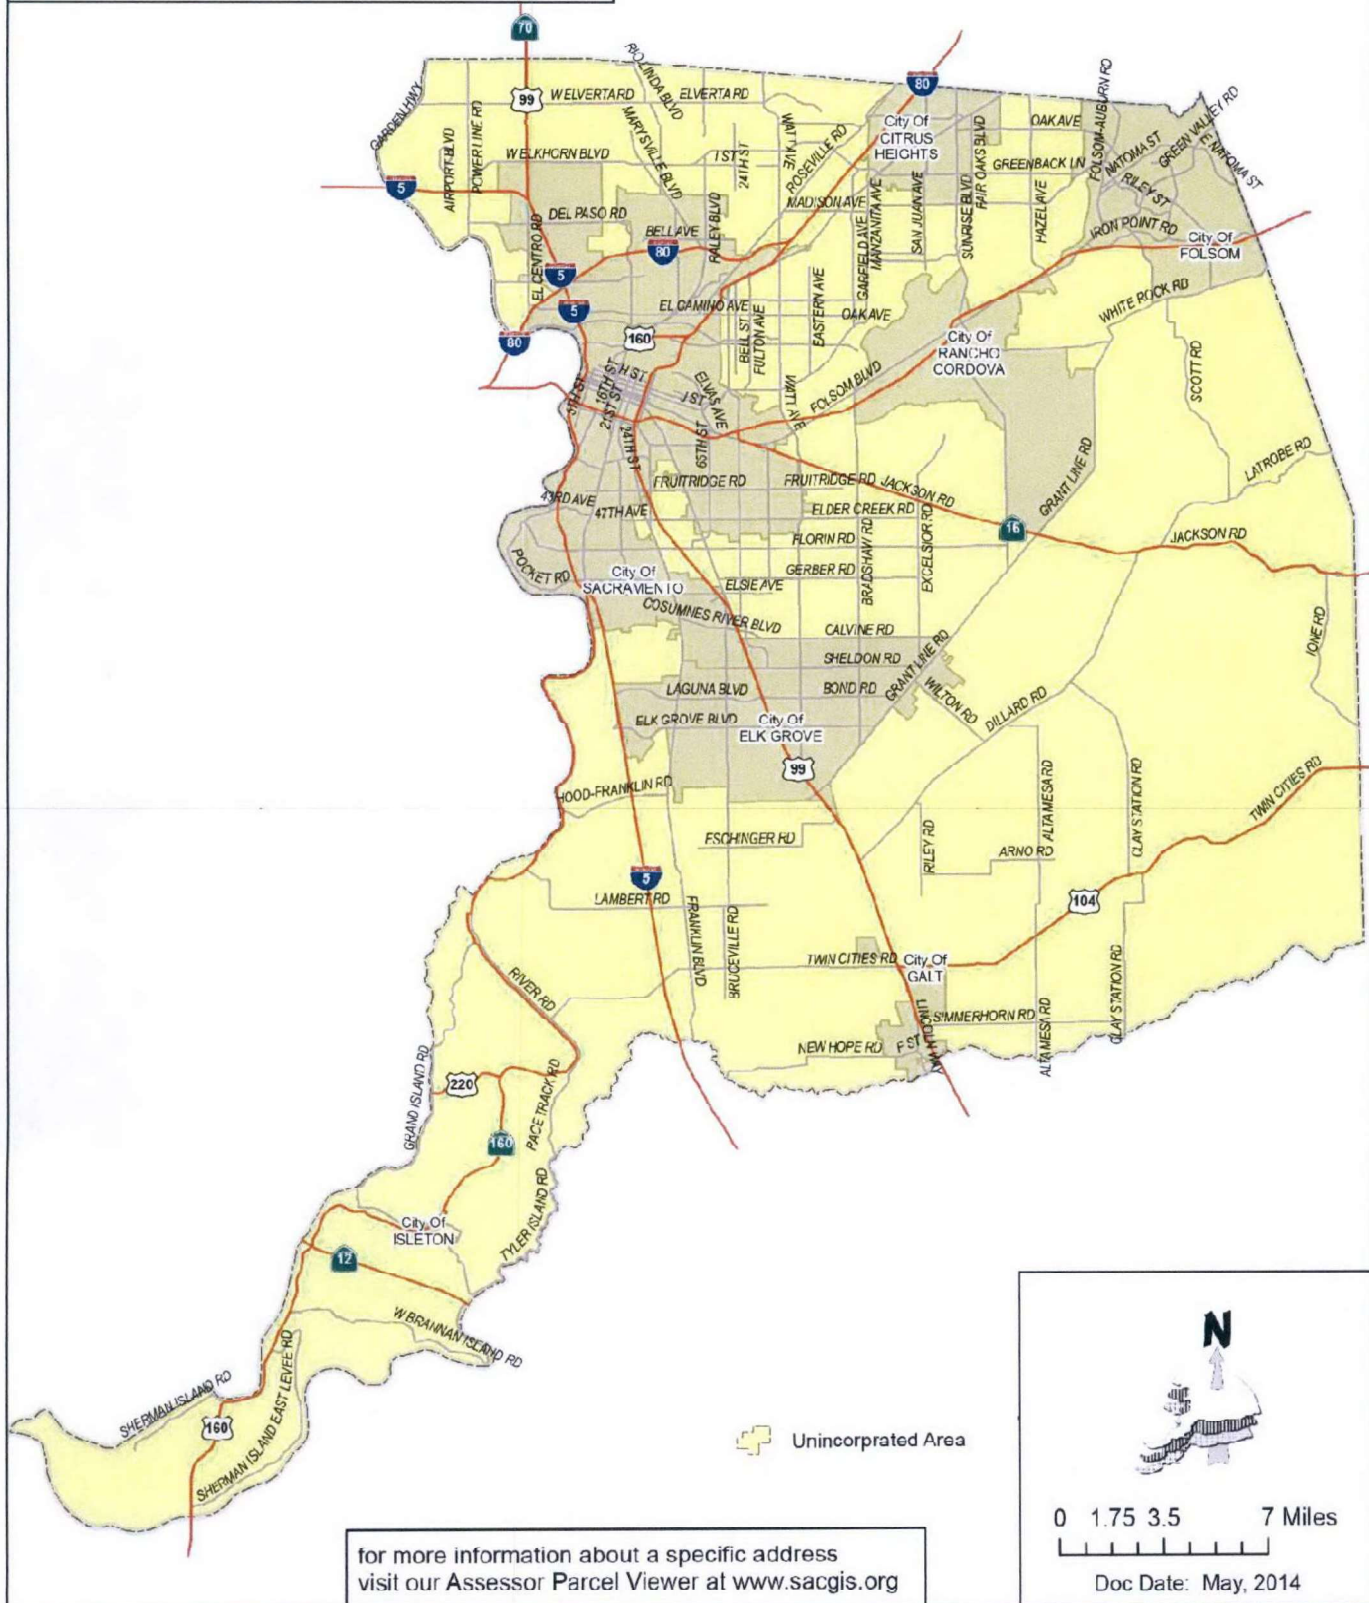 70
RIO LINDA BLVD
80
FOLSOM-AUBURN RD
GARDEN HWY
99
W ELVERTA RD
ELVERTA RD
City Of
CITRUS
HEIGHTS
OAK AVE
NATOMA ST
GREEN VALLEY RD
E. NATOMA ST
AIRPORT BLVD
POWER LINE RD
MARYSVILLE BLVD
WATT AVE
ROSEVILLE RD
W ELKHORN BLVD
I ST
24TH ST
FAIR OAKS BLVD
GREENBACK LN
RILEY ST
5
MADISON AVE
MANZANITA AVE
SAN JUAN AVE
SUNRISE BLVD
HAZEL AVE
DEL PASO RD
BELL AVE
RALEY BLVD
GARFIELD AVE
IRON POINT RD
City Of
FOLSOM
EL CENTRO RD
80
5
5
EL CAMINO AVE
EASTERN AVE
OAK AVE
WHITE ROCK RD
80
160
BELL ST
FULTON AVE
City Of
RANCHO
CORDOVA
SCOTT RD
H ST
5TH ST
16TH ST
21ST ST
J ST
ELVAS AVE
WATT AVE
FOLSOM BLVD
24TH ST
65TH ST
GRANT LINE RD
LATROBE RD
43RD AVE
FRUITRIDGE RD
FRUITRIDGE RD
JACKSON RD
47TH AVE
ELDER CREEK RD
16
JACKSON RD
FLORIN RD
BRADSHAW RD
EXCELSIOR RD
POCKET RD
City Of
SACRAMENTO
GERBER RD
ELSIE AVE
COSUMNES RIVER BLVD
CALVINE RD
IONE RD
SHELDON RD
GRANT LINE RD
LAGUNA BLVD
BOND RD
WILTON RD
DILLARD RD
ELK GROVE BLVD
City Of
ELK GROVE
99
HOOD-FRANKLIN RD
ALTA MESA RD
CLAY STATION RD
TWIN CITIES RD
ESCHINGER RD
RILEY RD
ARNO RD
5
LAMBERT RD
104
FRANKLIN BLVD
BRUCEVILLE RD
TWIN CITIES RD
City Of
GALT
CLAY STATION RD
RIVER RD
LINCOLN WAY
SIMMERHORN RD
ALTA MESA RD
NEW HOPE RD
F ST
GRAND ISLAND RD
220
RACE TRACK RD
160
TYLER ISLAND RD
City Of
ISLETON
12
W BRANNAN ISLAND RD
SHERMAN ISLAND RD
160
SHERMAN ISLAND EAST LEVEE RD
Unincorprated Area
N
0 1.75 3.5 7 Miles
Doc Date: May, 2014
for more information about a specific address
visit our Assessor Parcel Viewer at www.sacgis.org